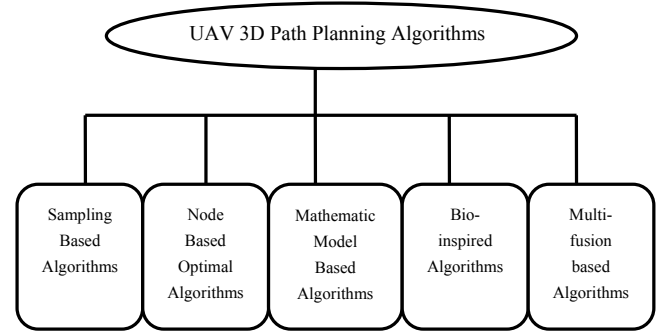 UAV 3D Path Planning Algorithms
Sampling
Based
Algorithms
Node
Based
Optimal
Algorithms
Mathematic
Model
Based
Algorithms
Bio-
inspired
Algorithms
Multi-
fusion
based
Algorithms